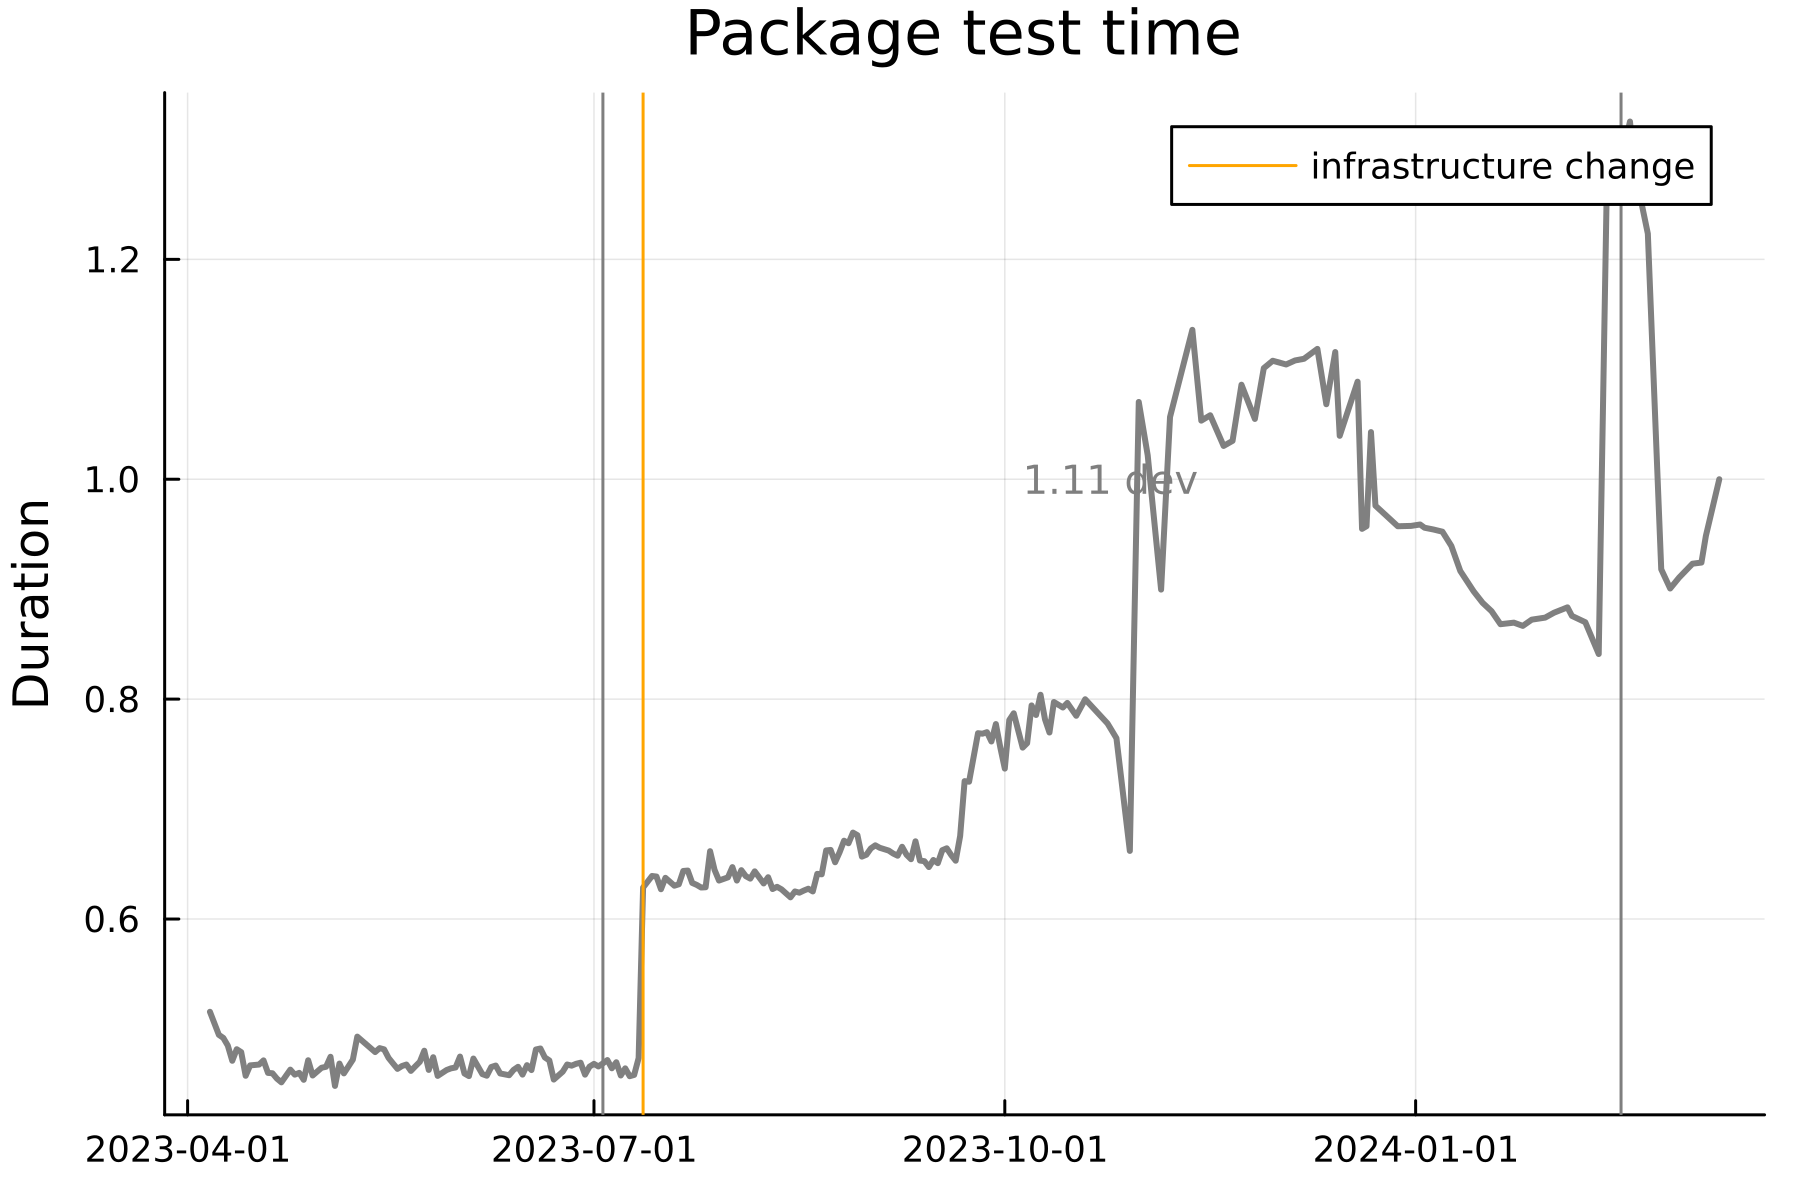 Package test time
infrastructure change
1.2
1.0
0.8
0.6
Duration
1.11 dev
2023-04-01
2023-07-01
2023-10-01
2024-01-01